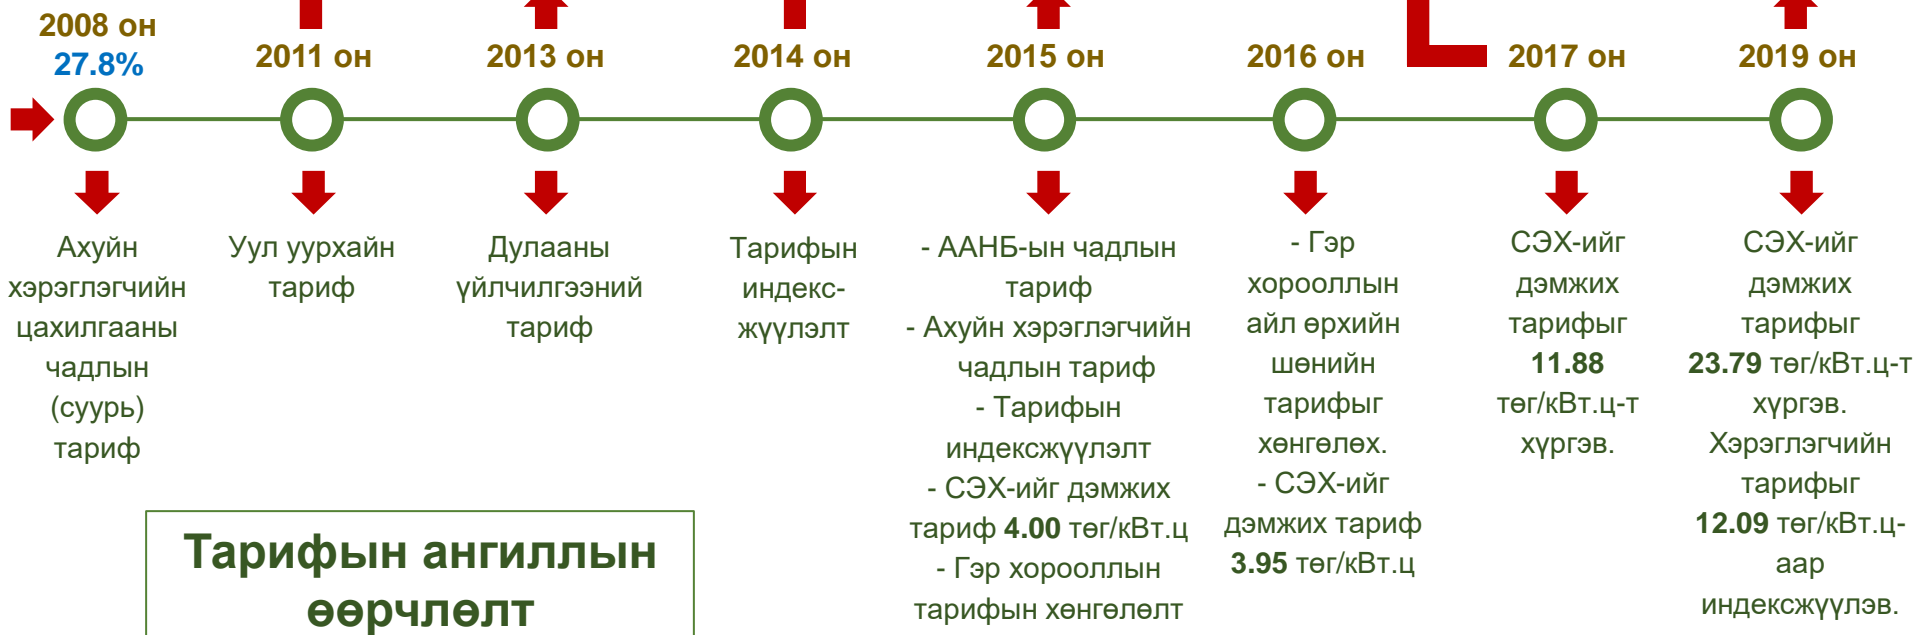 2008 он
27.8%
2011 он
2013 он
2014 он
2015 он
2016 он
2017 он
2019 он
Ахуйн
хэрэглэгчийн
цахилгааны
чадлын
(суурь)
тариф
Уул уурхайн
тариф
Дулааны
үйлчилгээний
тариф
Тарифын
индекс-
жүүлэлт
- ААНБ-ын чадлын
тариф
- Ахуйн хэрэглэгчийн
чадлын тариф
- Тарифын
индексжүүлэлт
- СЭХ-ийг дэмжих
тариф 4.00 төг/кВт.ц
- Гэр хорооллын
тарифын хөнгөлөлт
- Гэр
хорооллын
айл өрхийн
шөнийн
тарифыг
хөнгөлөх.
- СЭХ-ийг
дэмжих тариф
3.95 төг/кВт.ц
СЭХ-ийг
дэмжих
тарифыг
11.88
төг/кВт.ц-т
хүргэв.
СЭХ-ийг
дэмжих
тарифыг
23.79 төг/кВт.ц-т
хүргэв.
Хэрэглэгчийн
тарифыг
12.09 төг/кВт.ц-
аар
индексжүүлэв.
Тарифын ангиллын
өөрчлөлт